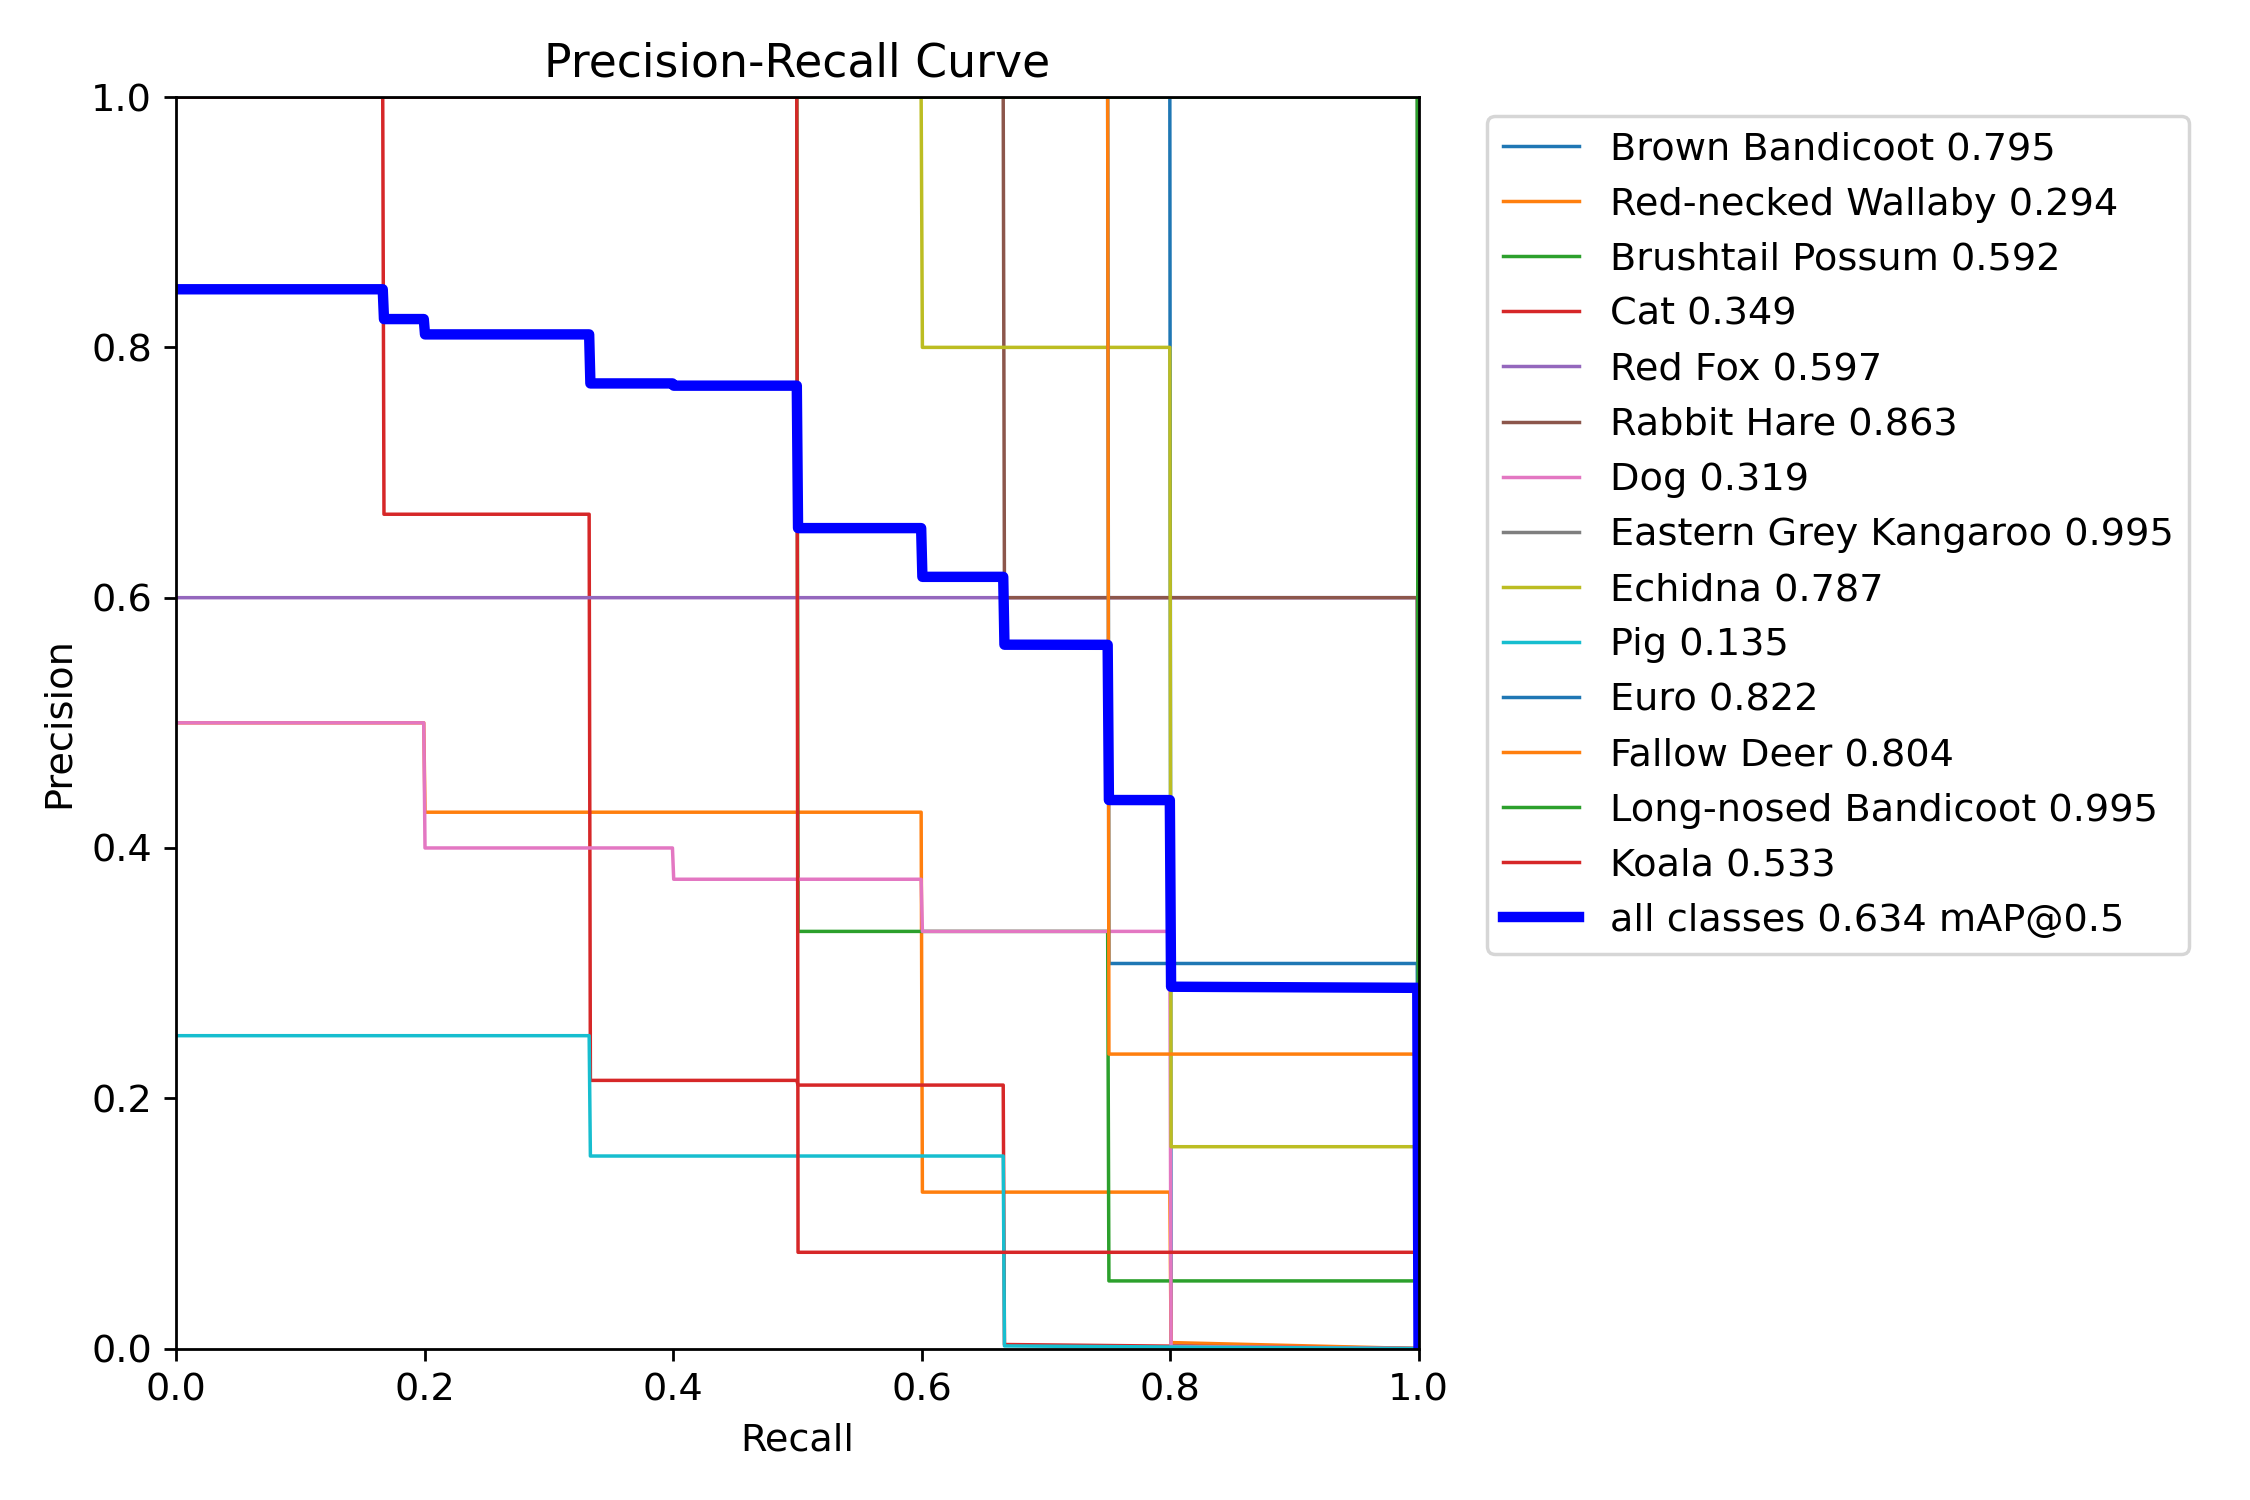 Precision-Recall Curve
1.0
0.8
0.6
0.4
0.2
0.0
Precision
0.0 0.2 0.4 0.6 0.8 1.0
Recall
Brown Bandicoot 0.795
Red-necked Wallaby 0.294
Brushtail Possum 0.592
Cat 0.349
Red Fox 0.597
Rabbit Hare 0.863
Dog 0.319
Eastern Grey Kangaroo 0.995
Echidna 0.787
Pig 0.135
Euro 0.822
Fallow Deer 0.804
Long-nosed Bandicoot 0.995
Koala 0.533
all classes 0.634 mAP@0.5